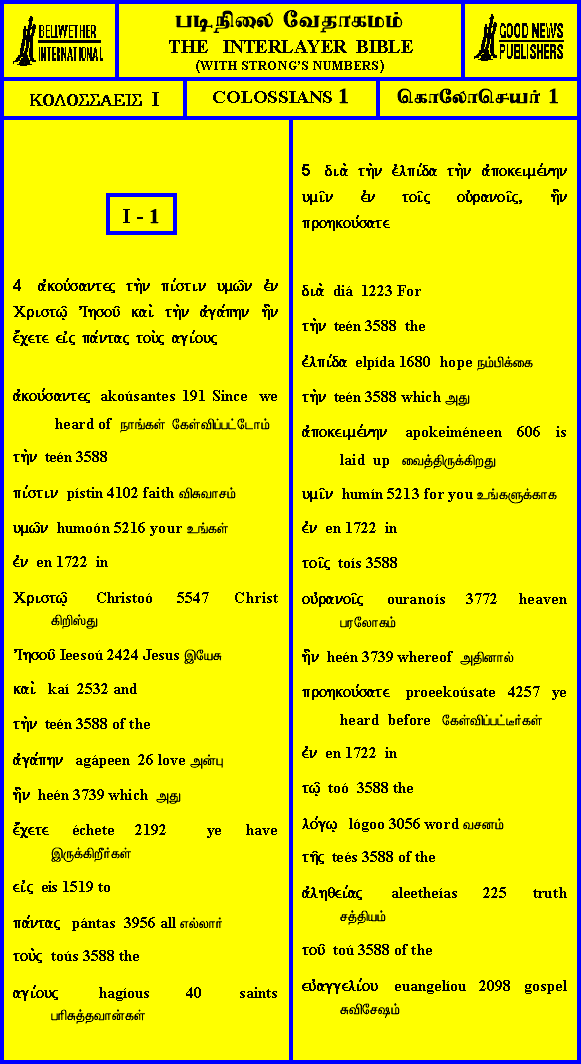 BELLWETHER
INTERNATIONAL
படிநிலை வேதாகமம்
THE INTERLAYER BIBLE
(WITH STRONG'S NUMBERS)
GOOD NEWS
PUBLISHERS
ΚΟΛΟΣΣΑΕΙΣ I
COLOSSIANS 1
கொலோசெயர் 1
I - 1
4 ἀκούσαντες τὴν πίστιν υμῶν ἐν
Χριστῷ Ἰησοῦ καὶ τὴν ἀγάπην ἣν
ἔχετε εἰς πάντας τοὺς αγίους
ἀκούσαντες akoúsantes 191 Since we
heard of நாங்கள் கேள்விப்பட்டோம்
τὴν teén 3588
πίστιν pístin 4102 faith விசுவாசம்
υμῶν humoón 5216 your உங்கள்
ἐν en 1722 in
Χριστῷ Christoó 5547 Christ
கிறிஸ்து
Ἰησοῦ Ieesoú 2424 Jesus இயேசு
καὶ kaí 2532 and
τὴν teén 3588 of the
ἀγάπην agápeen 26 love அன்பு
ἣν heén 3739 which அது
ἔχετε échete 2192 ye have
இருக்கிறீர்கள்
εἰς eis 1519 to
πάντας pántas 3956 all எல்லார்
τοὺς toús 3588 the
αγίους hagíous 40 saints
பரிசுத்தவான்கள்
5 διὰ τὴν ἐλπίδα τὴν ἀποκειμένην
υμῖν ἐν τοῖς οὐρανοῖς, ἣν
προηκούσατε
διὰ diá 1223 For
τὴν teén 3588 the
ἐλπίδα elpída 1680 hope நம்பிக்கை
τὴν teén 3588 which அது
ἀποκειμένην apokeiméneen 606 is
laid up வைத்திருக்கிறது
υμῖν humín 5213 for you உங்களுக்காக
ἐν en 1722 in
τοῖς toís 3588
οὐρανοῖς ouranoís 3772 heaven
பரலோகம்
ἣν heén 3739 whereof அதினால்
προηκούσατε proeekoúsate 4257 ye
heard before கேள்விப்பட்டீர்கள்
ἐν en 1722 in
τῷ toó 3588 the
λόγῳ lógoo 3056 word வசனம்
τῆς teés 3588 of the
ἀληθείας aleetheías 225 truth
சத்தியம்
τοῦ toú 3588 of the
εὐαγγελίου euangelíou 2098 gospel
சுவிசேஷம்